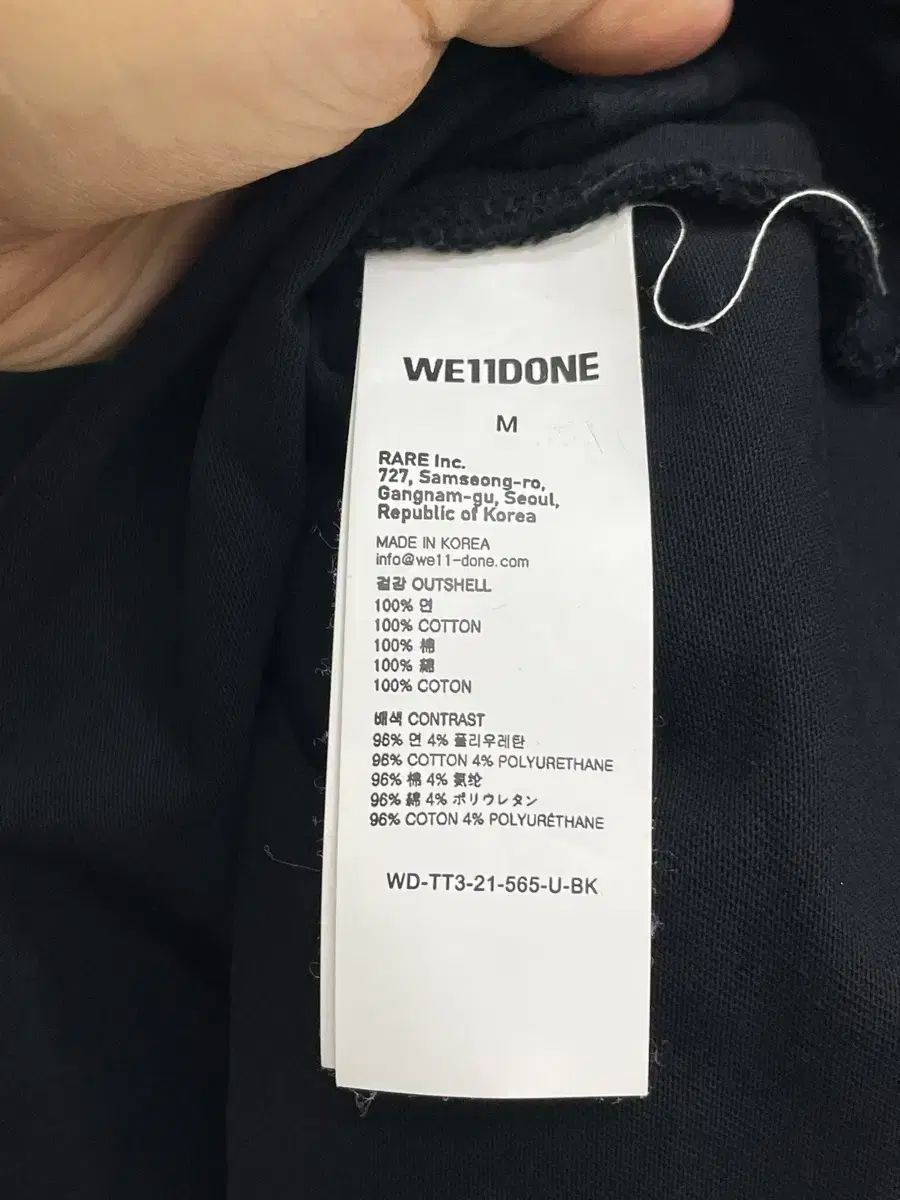 WE11DONE
M
RARE Inc.
727, Samseong-ro,
Gangnam-gu, Seoul,
Republic of Korea
MADE IN KOREA
info@we11-done.com
겉감 OUTSHELL
100% 면
100% COTTON
100% 棉
100% 綿
100% COTON
배색 CONTRAST
96% 면 4% 폴리우레탄
96% COTTON 4% POLYURETHANE
96% 棉 4% 氨纶
96% 綿 4% ポリウレタン
96% COTON 4% POLYURÉTHANE
WD-TT3-21-565-U-BK